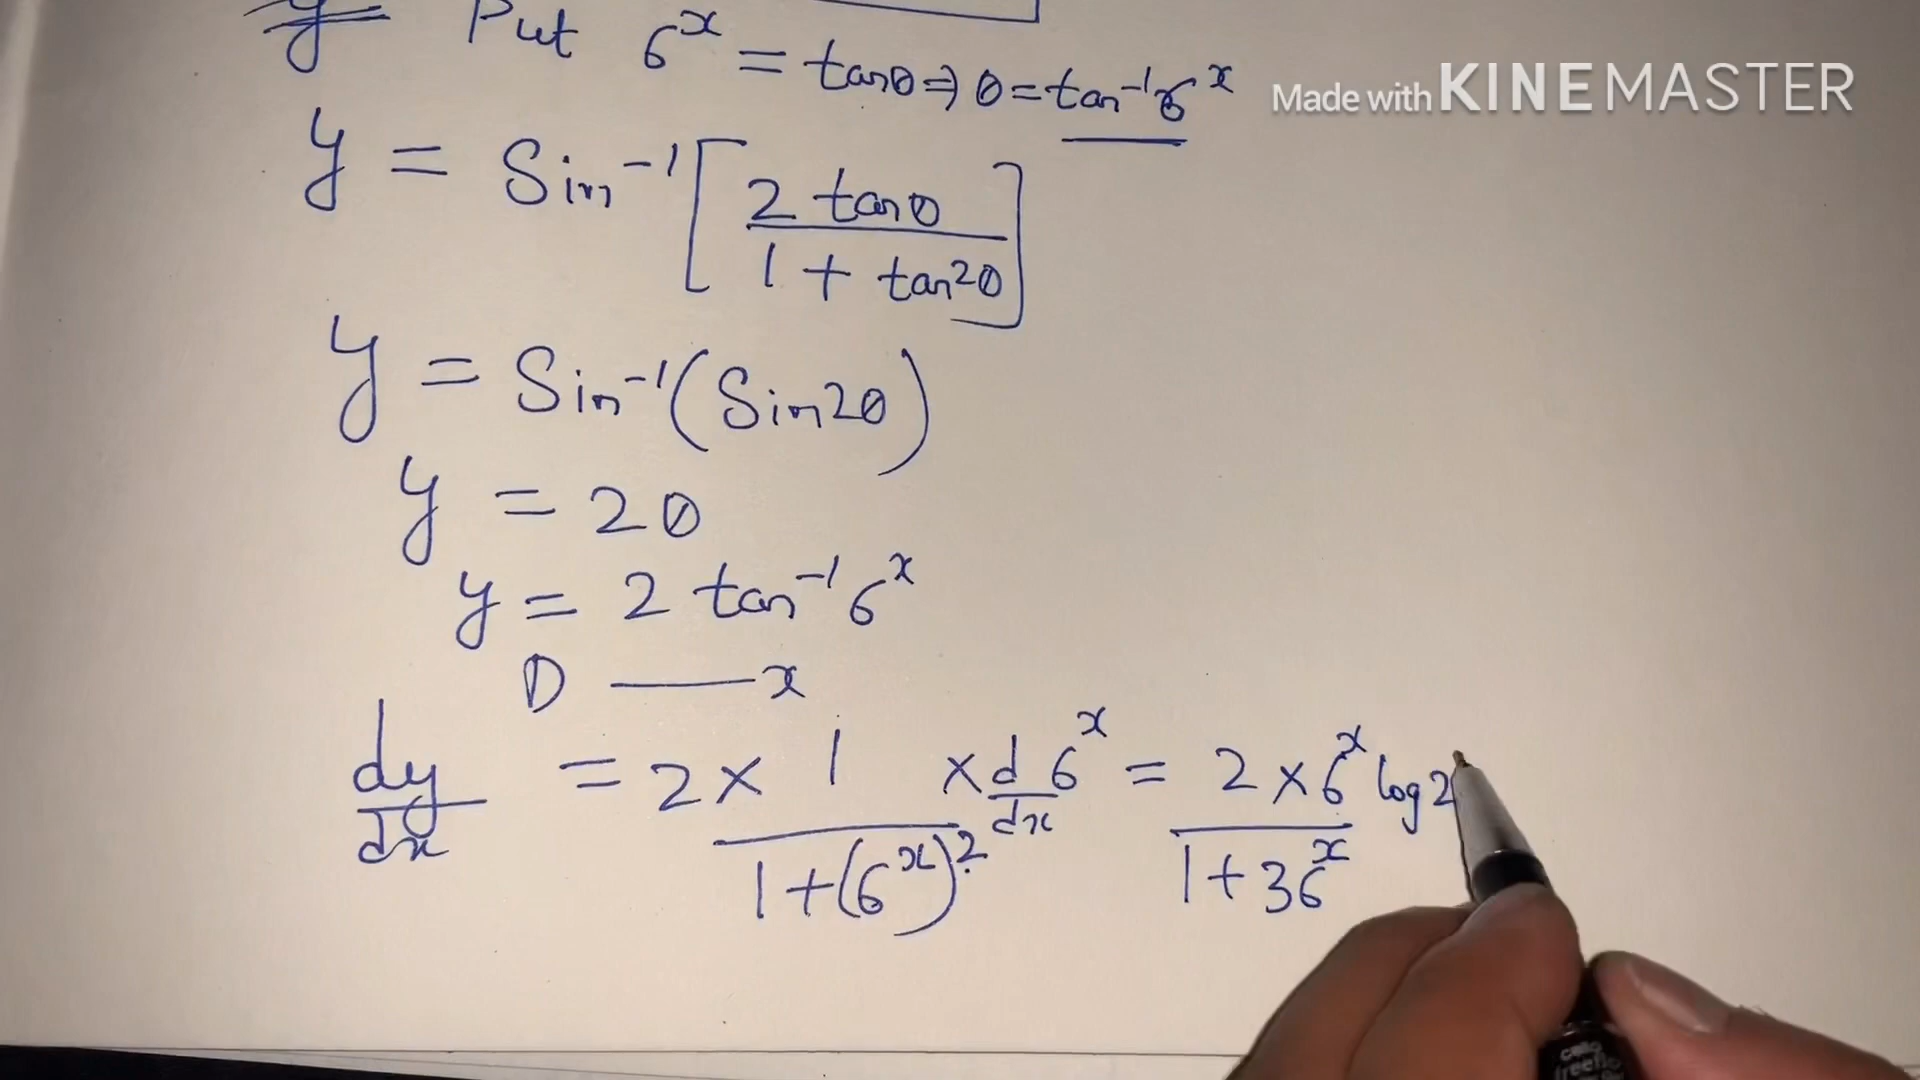 y Put 6^x = tanθ ⇒ θ = tan⁻¹6^x
Made with KINEMASTER
y = Sin⁻¹[2 tanθ / 1 + tan²θ]
y = Sin⁻¹(Sin2θ)
y = 2θ
y = 2 tan⁻¹6^x
D —— x
dy/dx = 2 × 1/1+(6^x)² × d/dx 6^x = 2 × 6^x log 2 / 1+36^x
cello